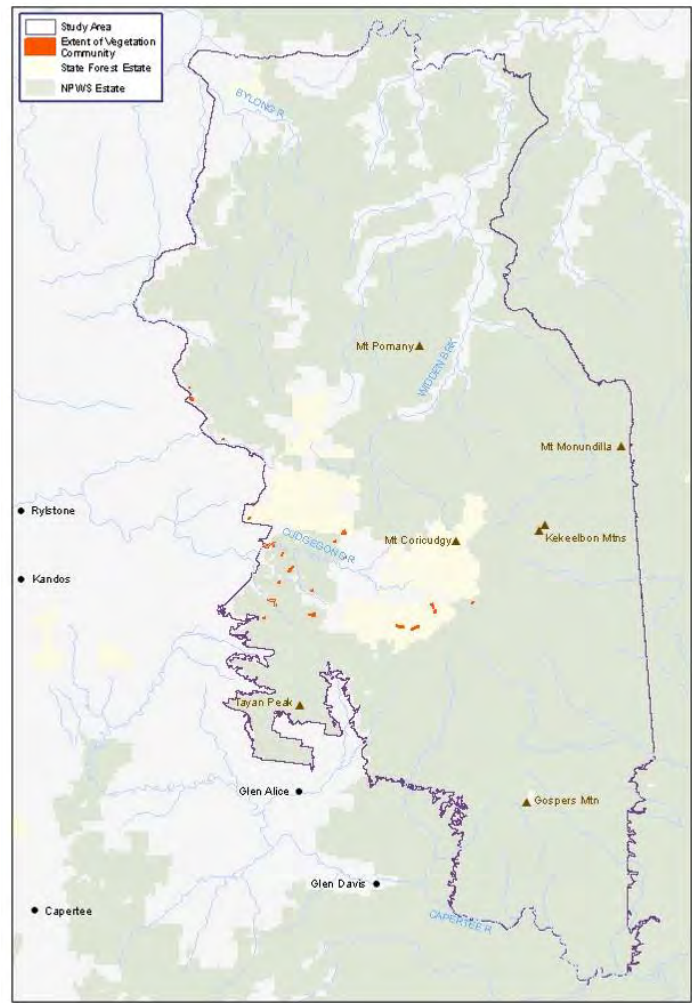 Study Area
Extent of Vegetation
Community
State Forest Estate
NPWS Estate
BYLONG R
Mt Pomany
WIDDEN BRK
Mt Monundilla
Rylstone
CUDGEGONG R
Mt Coricudgy
Kekeelbon Mtns
Kandos
Tayan Peak
Glen Alice
Gospers Mtn
Glen Davis
Capertee
CAPERTEE R